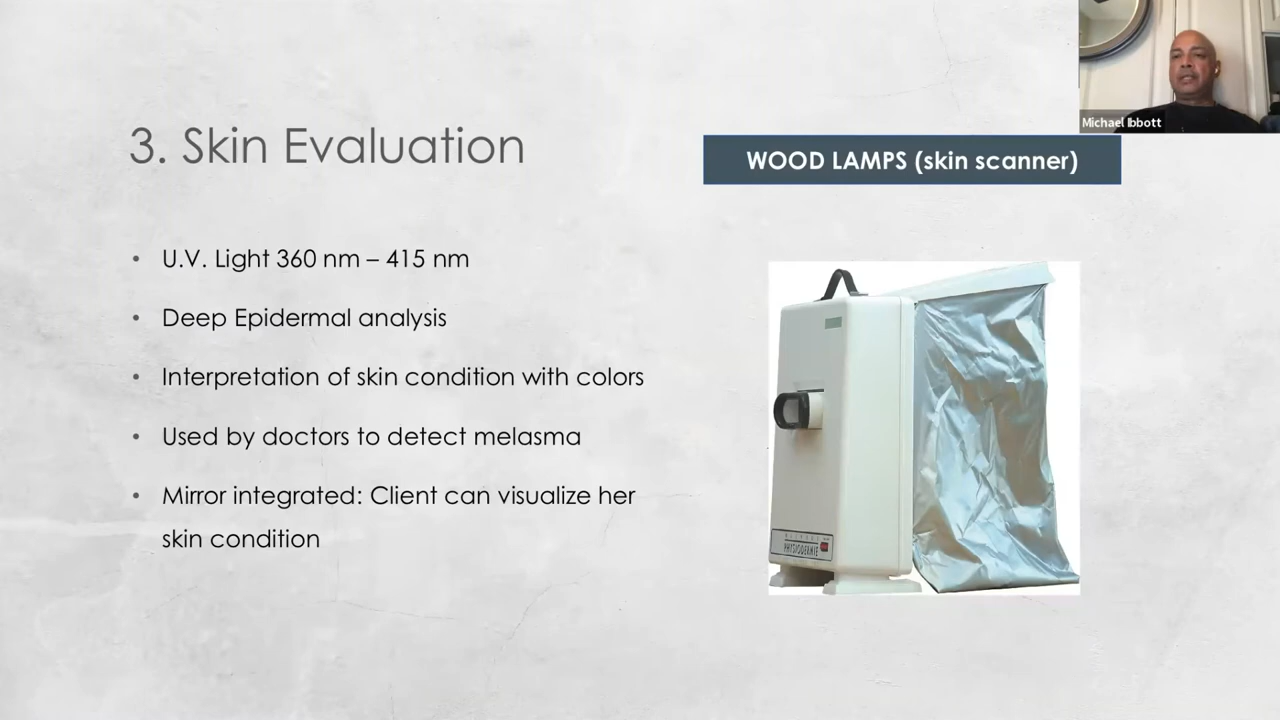 Michael Ibbott
3. Skin Evaluation
WOOD LAMPS (skin scanner)
• U.V. Light 360 nm – 415 nm
• Deep Epidermal analysis
• Interpretation of skin condition with colors
• Used by doctors to detect melasma
• Mirror integrated: Client can visualize her
skin condition
PHYSIODERMIE